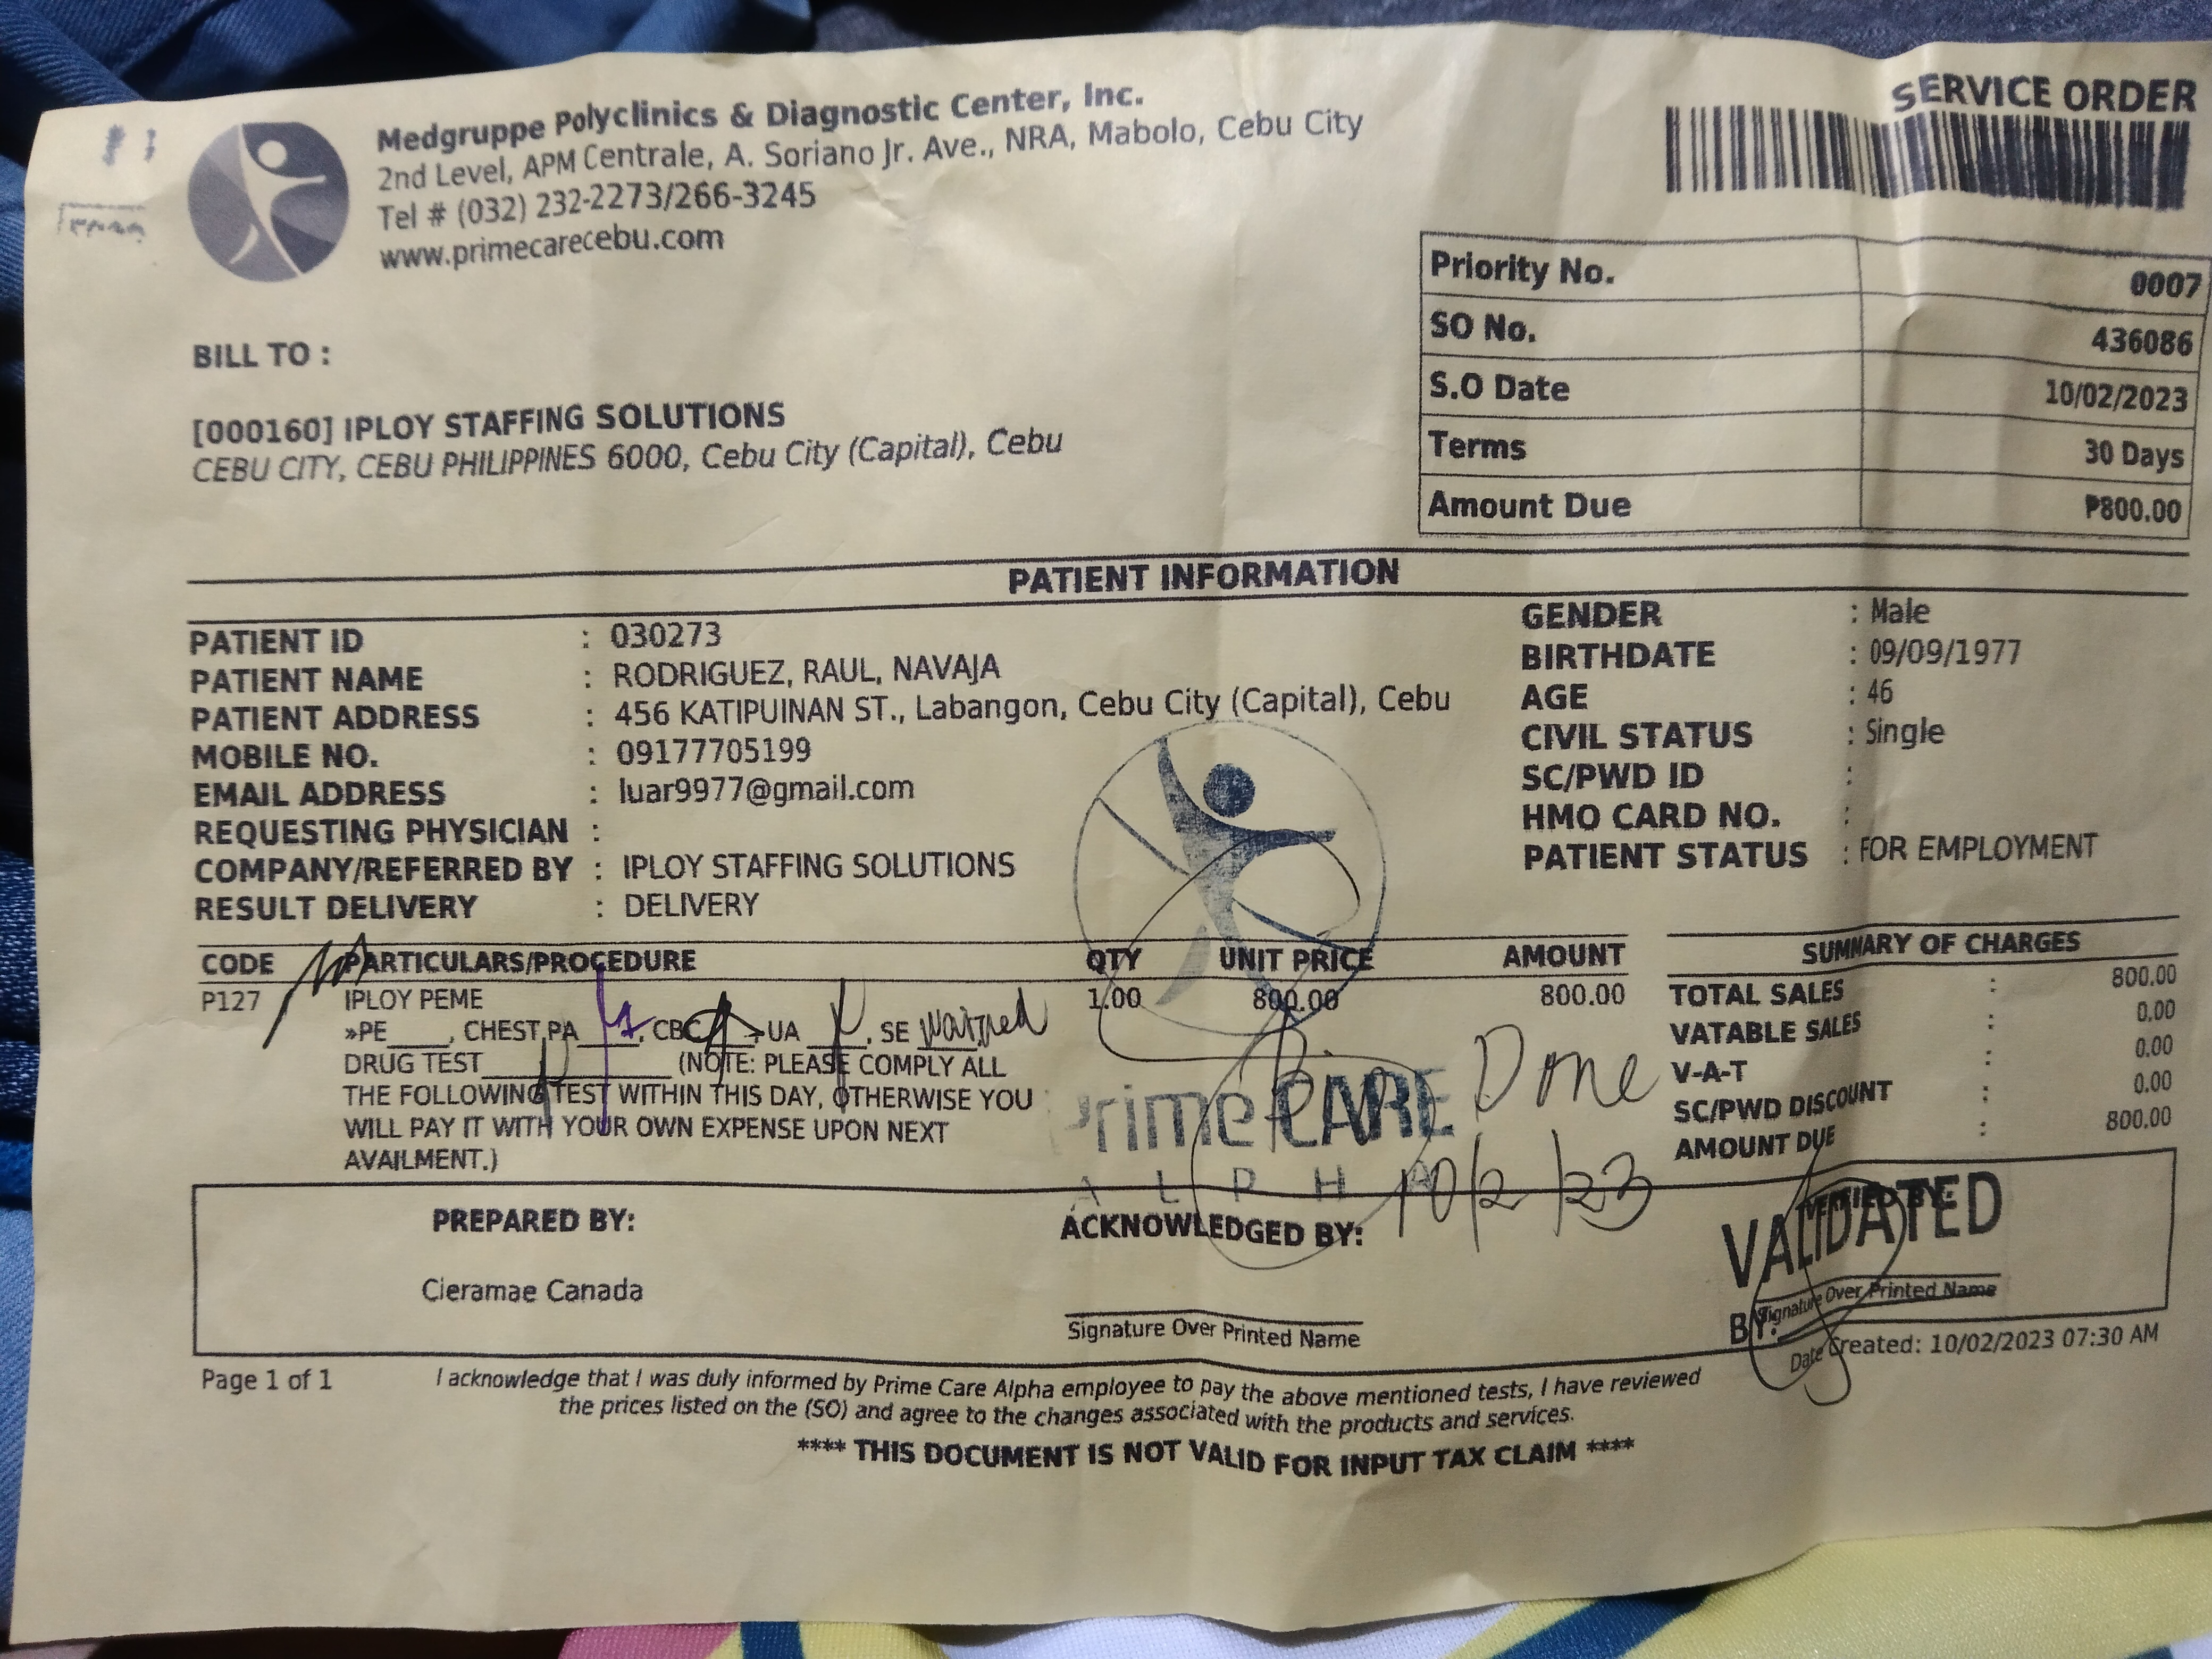 SERVICE ORDER
Medgruppe Polyclinics & Diagnostic Center, Inc.
2nd Level, APM Centrale, A. Soriano Jr. Ave., NRA, Mabolo, Cebu City
Tel # (032) 232-2273/266-3245
www.primecarecebu.com
Priority No. 0007
SO No. 436086
S.O Date 10/02/2023
Terms 30 Days
Amount Due ₱800.00
BILL TO :
[000160] IPLOY STAFFING SOLUTIONS
CEBU CITY, CEBU PHILIPPINES 6000, Cebu City (Capital), Cebu
PATIENT INFORMATION
PATIENT ID : 030273
PATIENT NAME : RODRIGUEZ, RAUL, NAVAJA
PATIENT ADDRESS : 456 KATIPUINAN ST., Labangon, Cebu City (Capital), Cebu
MOBILE NO. : 09177705199
EMAIL ADDRESS : luar9977@gmail.com
REQUESTING PHYSICIAN :
COMPANY/REFERRED BY : IPLOY STAFFING SOLUTIONS
RESULT DELIVERY : DELIVERY
GENDER : Male
BIRTHDATE : 09/09/1977
AGE : 46
CIVIL STATUS : Single
SC/PWD ID :
HMO CARD NO. :
PATIENT STATUS : FOR EMPLOYMENT
CODE PARTICULARS/PROCEDURE QTY UNIT PRICE AMOUNT
P127 IPLOY PEME 1.00 800.00 800.00
»PE____, CHEST PA____, CBC____, UA____, SE Waived
DRUG TEST____________ (NOTE: PLEASE COMPLY ALL
THE FOLLOWING TEST WITHIN THIS DAY, OTHERWISE YOU
WILL PAY IT WITH YOUR OWN EXPENSE UPON NEXT
AVAILMENT.)
SUMMARY OF CHARGES
TOTAL SALES : 800.00
VATABLE SALES : 0.00
V-A-T : 0.00
SC/PWD DISCOUNT : 0.00
AMOUNT DUE : 800.00
Prime CARE
ALPHA
Done
10/2/23
PREPARED BY:
Cieramae Canada
ACKNOWLEDGED BY:
Signature Over Printed Name
VALIDATED
BY:
Signature Over Printed Name
Date Created: 10/02/2023 07:30 AM
Page 1 of 1
I acknowledge that I was duly informed by Prime Care Alpha employee to pay the above mentioned tests, I have reviewed
the prices listed on the (SO) and agree to the changes associated with the products and services.
**** THIS DOCUMENT IS NOT VALID FOR INPUT TAX CLAIM ****